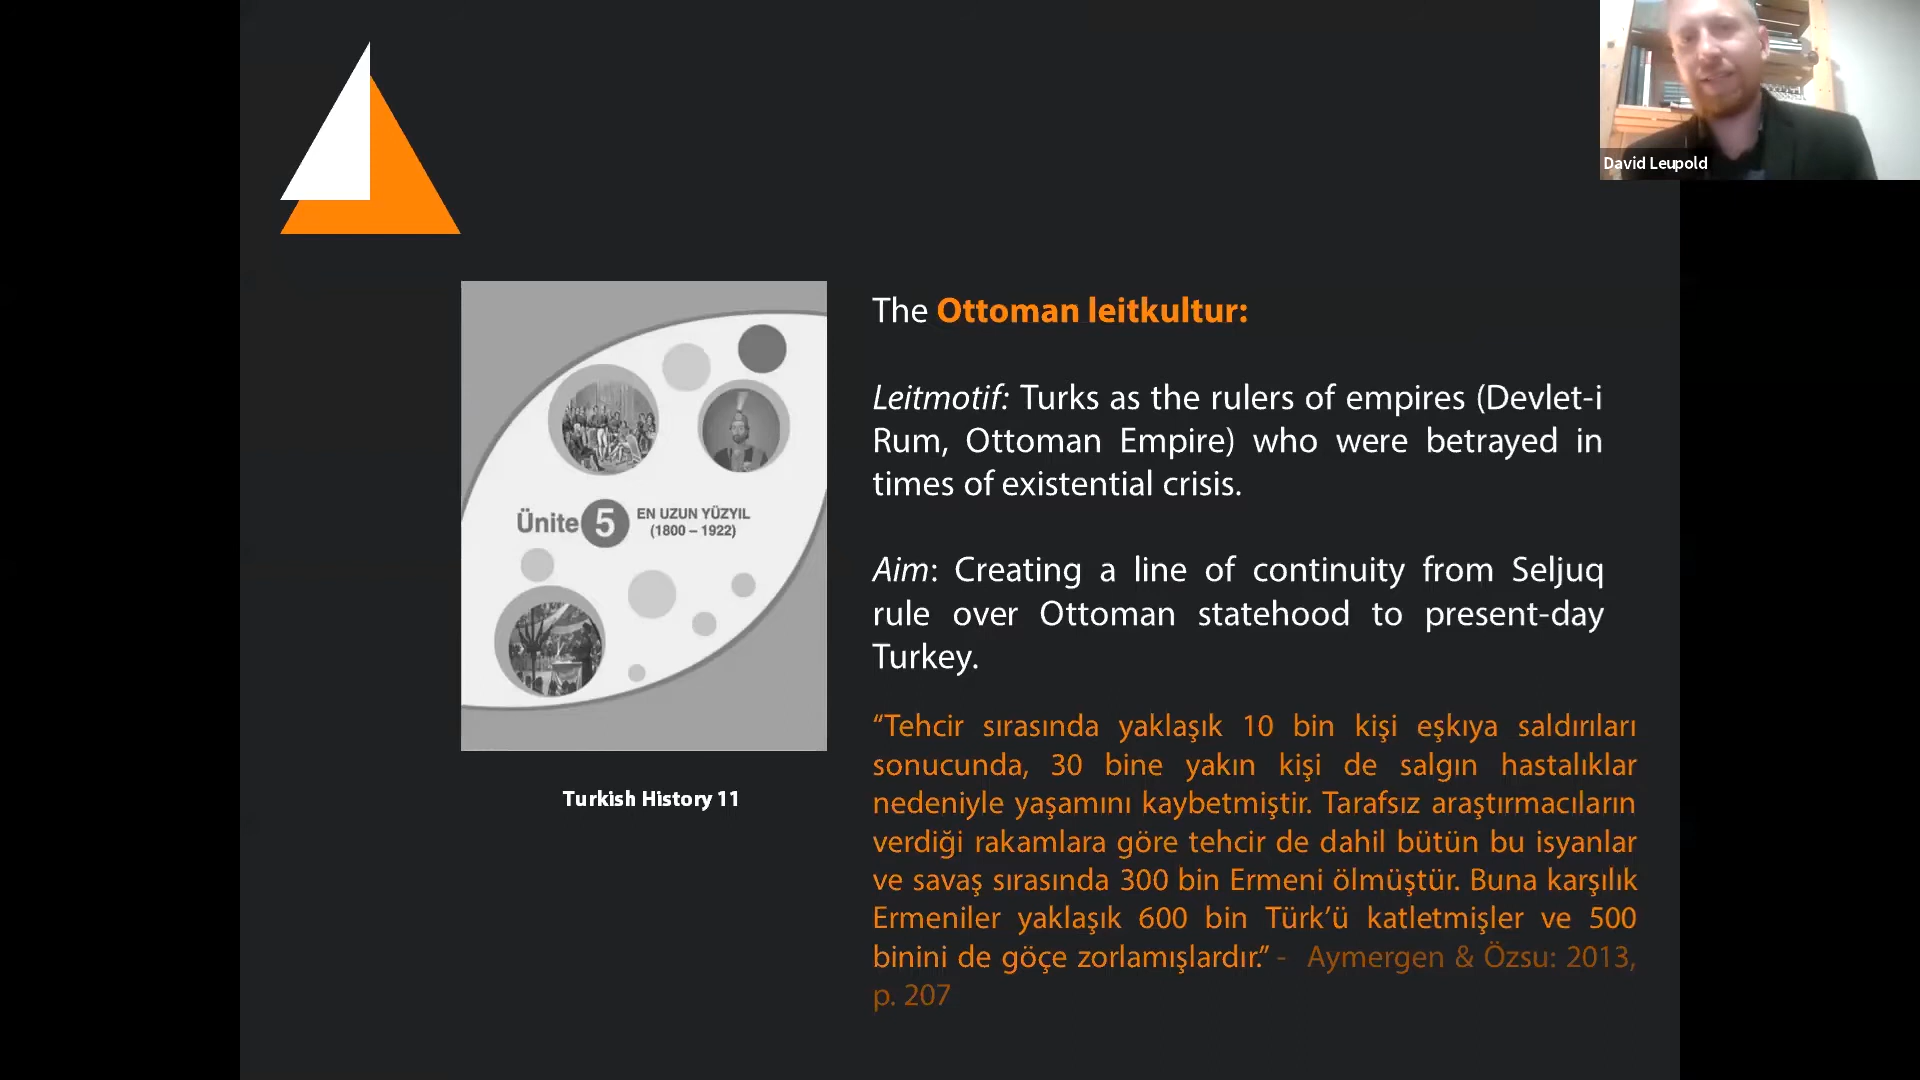 David Leupold
The Ottoman leitkultur:
Leitmotif: Turks as the rulers of empires (Devlet-i
Rum, Ottoman Empire) who were betrayed in
times of existential crisis.
Aim: Creating a line of continuity from Seljuq
rule over Ottoman statehood to present-day
Turkey.
“Tehcir sırasında yaklaşık 10 bin kişi eşkıya saldırıları
sonucunda, 30 bine yakın kişi de salgın hastalıklar
nedeniyle yaşamını kaybetmiştir. Tarafsız araştırmacıların
verdiği rakamlara göre tehcir de dahil bütün bu isyanlar
ve savaş sırasında 300 bin Ermeni ölmüştür. Buna karşılık
Ermeniler yaklaşık 600 bin Türk’ü katletmişler ve 500
binini de göçe zorlamışlardır.” - Aymergen & Özsu: 2013,
p. 207
Ünite 5 EN UZUN YÜZYIL
(1800 – 1922)
Turkish History 11